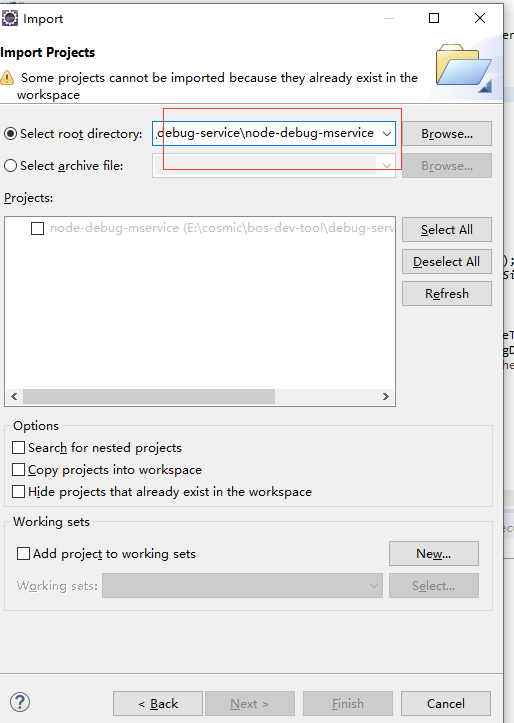 Import
Import Projects
Some projects cannot be imported because they already exist in the
workspace
Select root directory:
debug-service\node-debug-mservice
Browse...
Select archive file:
Browse...
Projects:
node-debug-mservice (E:\cosmic\bos-dev-tool\debug-serv
Select All
Deselect All
Refresh
Options
Search for nested projects
Copy projects into workspace
Hide projects that already exist in the workspace
Working sets
Add project to working sets
New...
Working sets:
Select...
?
< Back
Next >
Finish
Cancel